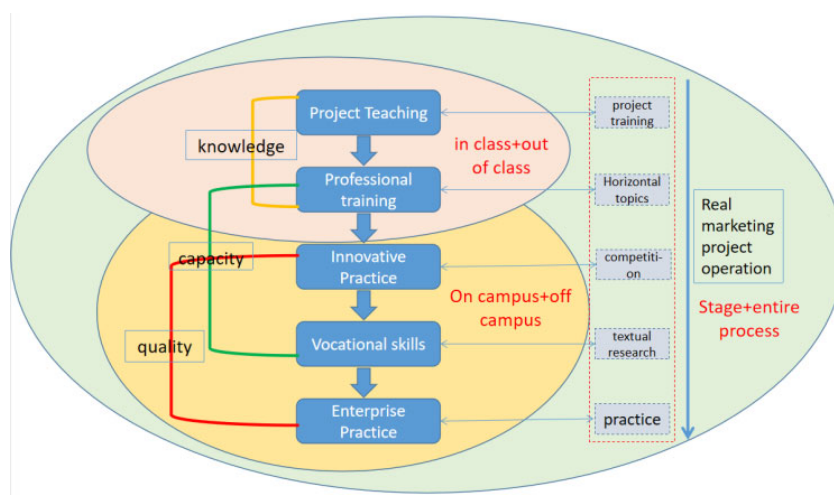 Project Teaching
project
training
knowledge
in class+out
of class
Professional
training
Horizontal
topics
Real
marketing
project
operation
capacity
Innovative
Practice
competiti-
on
On campus+off
campus
Stage+entire
process
quality
Vocational skills
textual
research
Enterprise
Practice
practice